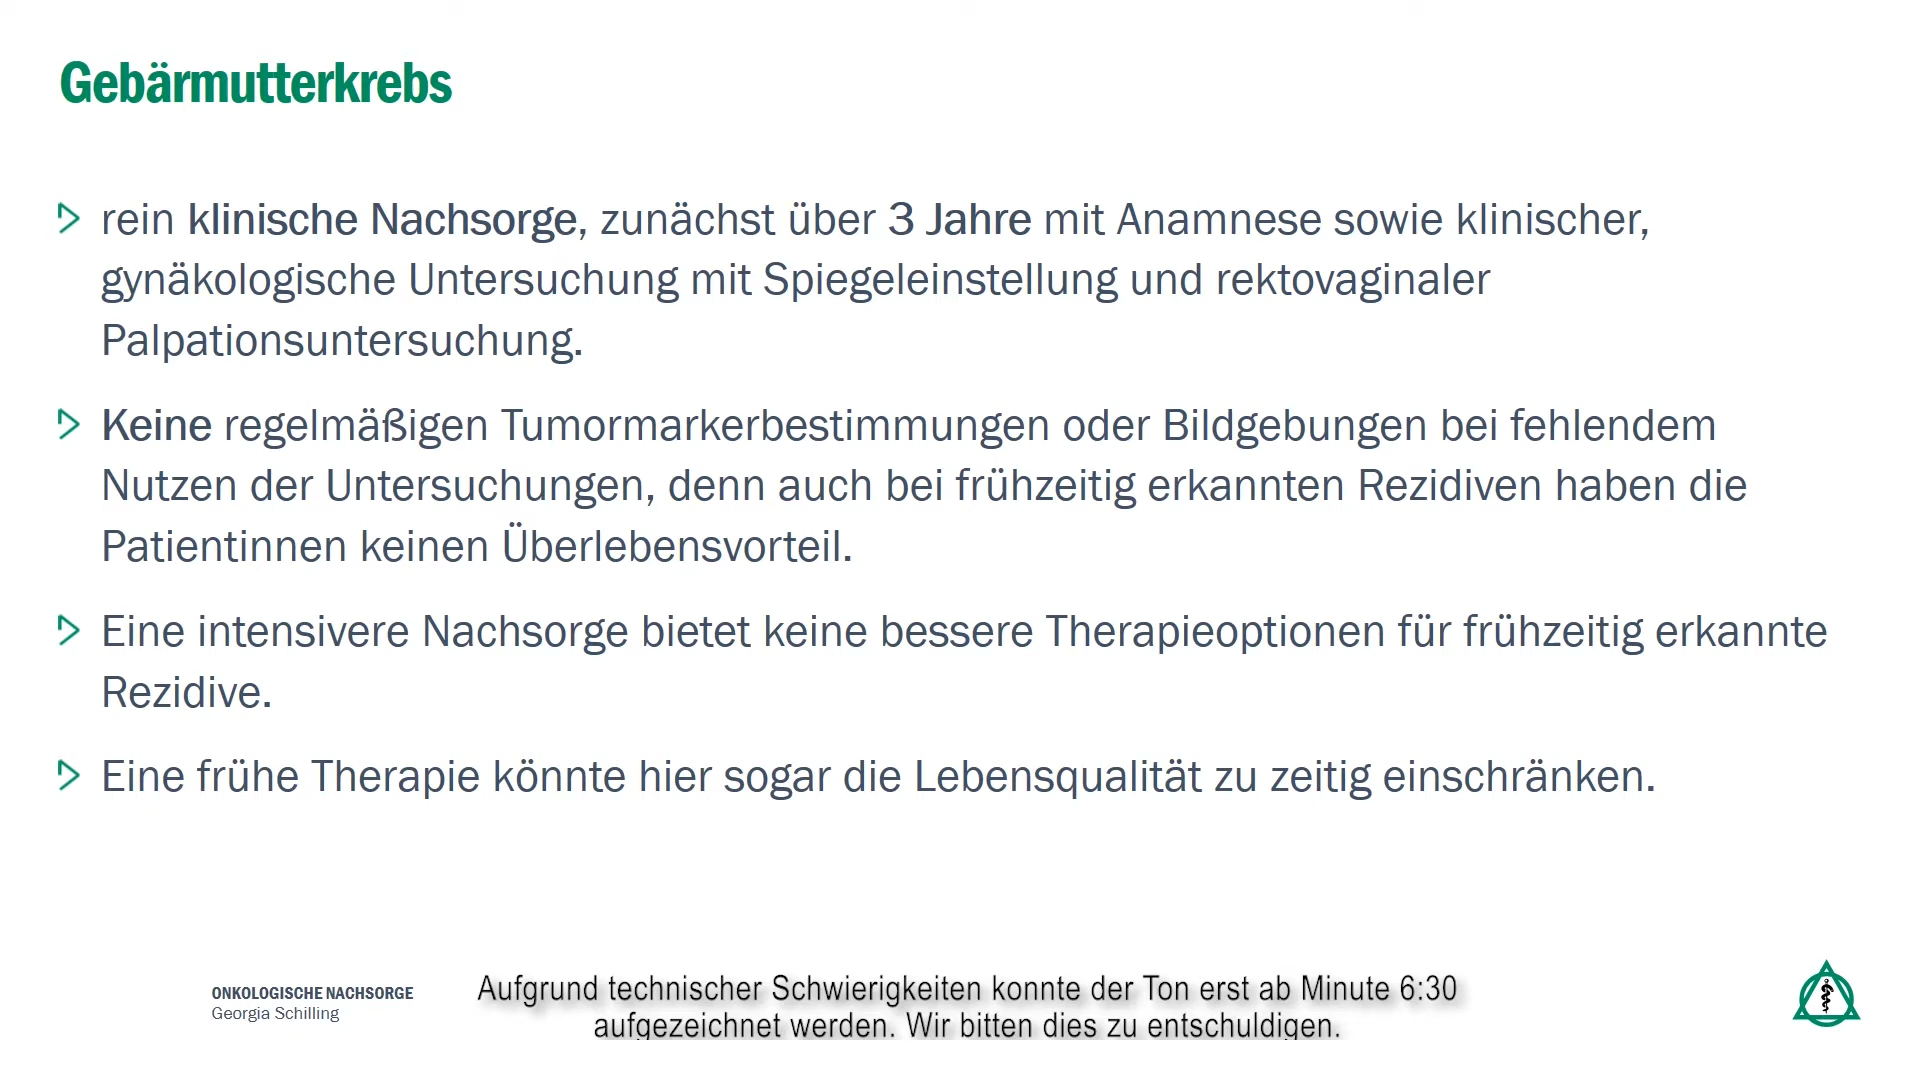 Gebärmutterkrebs
rein klinische Nachsorge, zunächst über 3 Jahre mit Anamnese sowie klinischer,
gynäkologische Untersuchung mit Spiegeleinstellung und rektovaginaler
Palpationsuntersuchung.
Keine regelmäßigen Tumormarkerbestimmungen oder Bildgebungen bei fehlendem
Nutzen der Untersuchungen, denn auch bei frühzeitig erkannten Rezidiven haben die
Patientinnen keinen Überlebensvorteil.
Eine intensivere Nachsorge bietet keine bessere Therapieoptionen für frühzeitig erkannte
Rezidive.
Eine frühe Therapie könnte hier sogar die Lebensqualität zu zeitig einschränken.
ONKOLOGISCHE NACHSORGE
Georgia Schilling
Aufgrund technischer Schwierigkeiten konnte der Ton erst ab Minute 6:30
aufgezeichnet werden. Wir bitten dies zu entschuldigen.